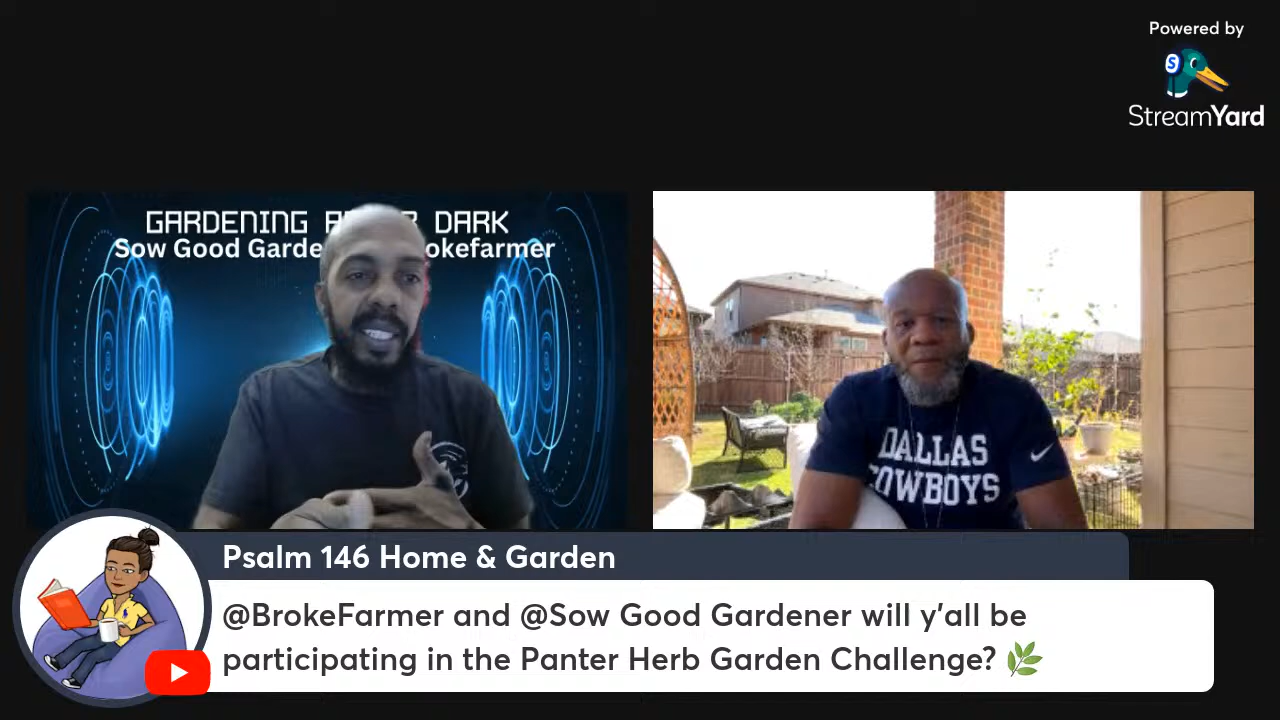 Powered by
S
StreamYard
GARDENING DARK
Sow Good Garde okefarmer
DALLAS
COWBOYS
Psalm 146 Home & Garden
@BrokeFarmer and @Sow Good Gardener will y'all be
participating in the Panter Herb Garden Challenge? 🌿